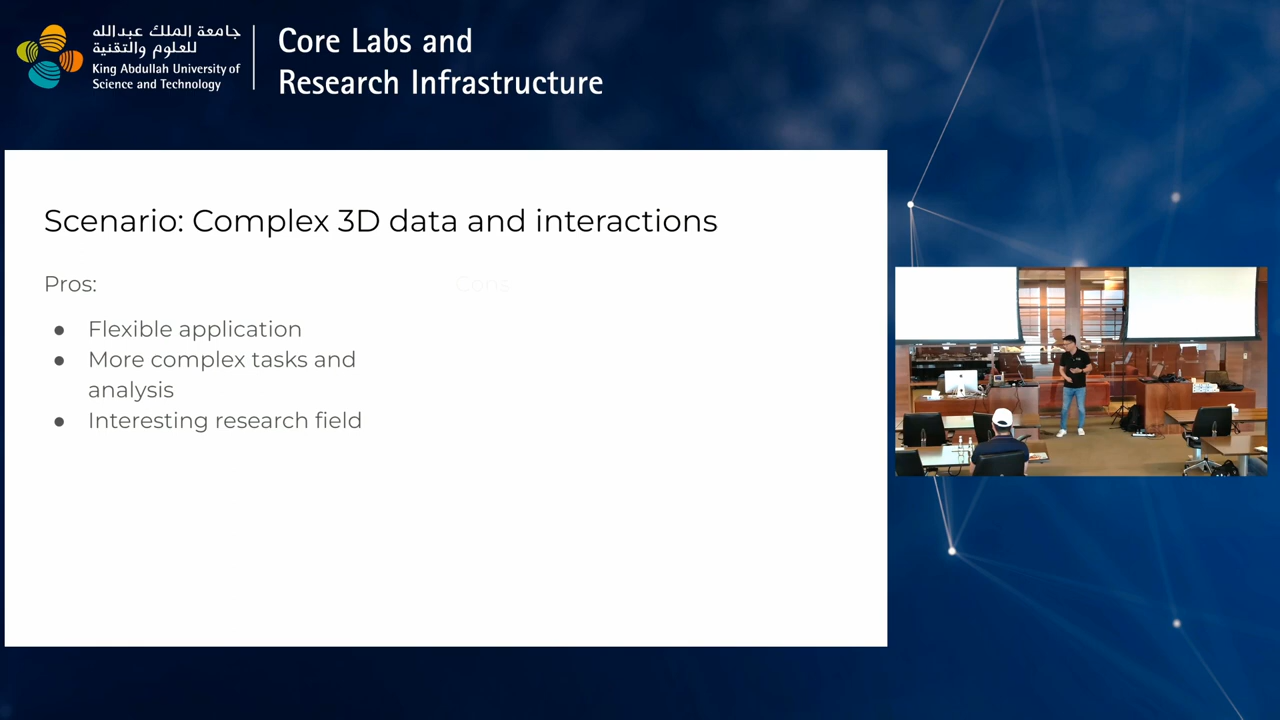 جامعة الملك عبدالله
للعلوم والتقنية
King Abdullah University of
Science and Technology
Core Labs and
Research Infrastructure
Scenario: Complex 3D data and interactions
Pros:
Cons
● Flexible application
● More complex tasks and
analysis
● Interesting research field